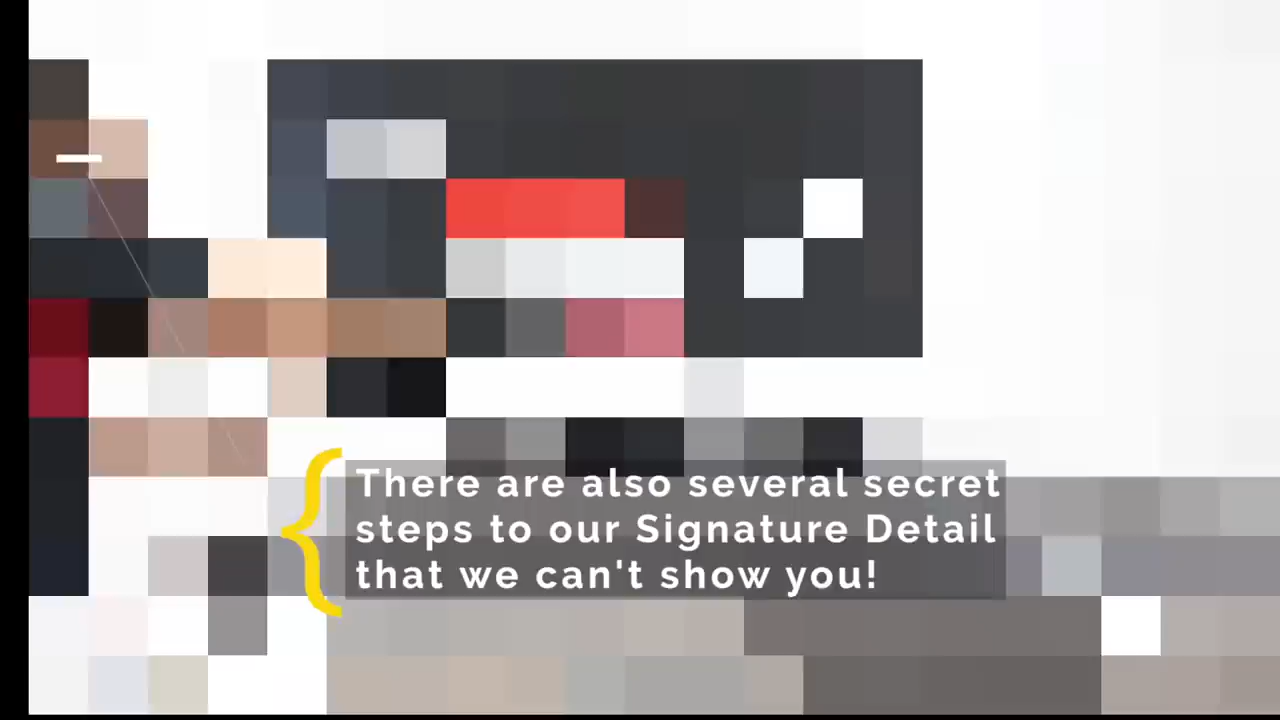 There are also several secret
steps to our Signature Detail
that we can't show you!